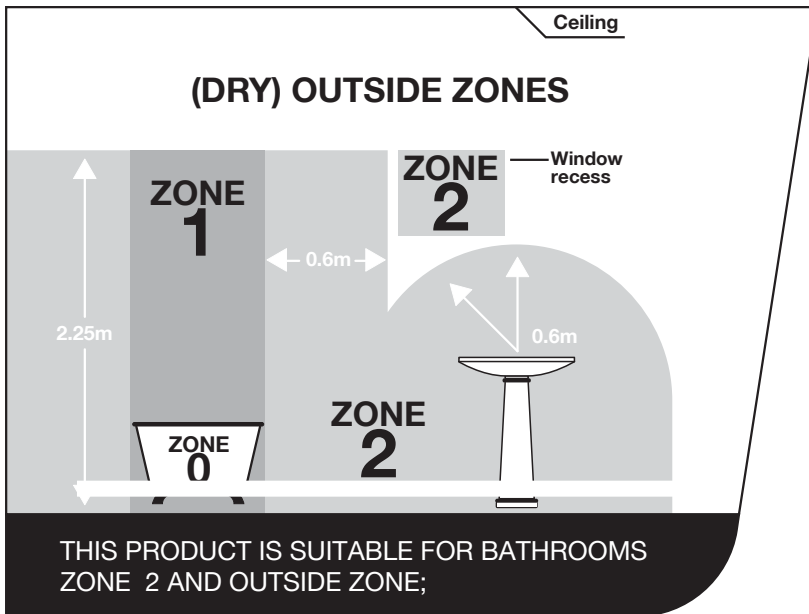 Ceiling
(DRY) OUTSIDE ZONES
ZONE
1
ZONE
2
Window
recess
0.6m
2.25m
0.6m
ZONE
0
ZONE
2
THIS PRODUCT IS SUITABLE FOR BATHROOMS
ZONE 2 AND OUTSIDE ZONE;